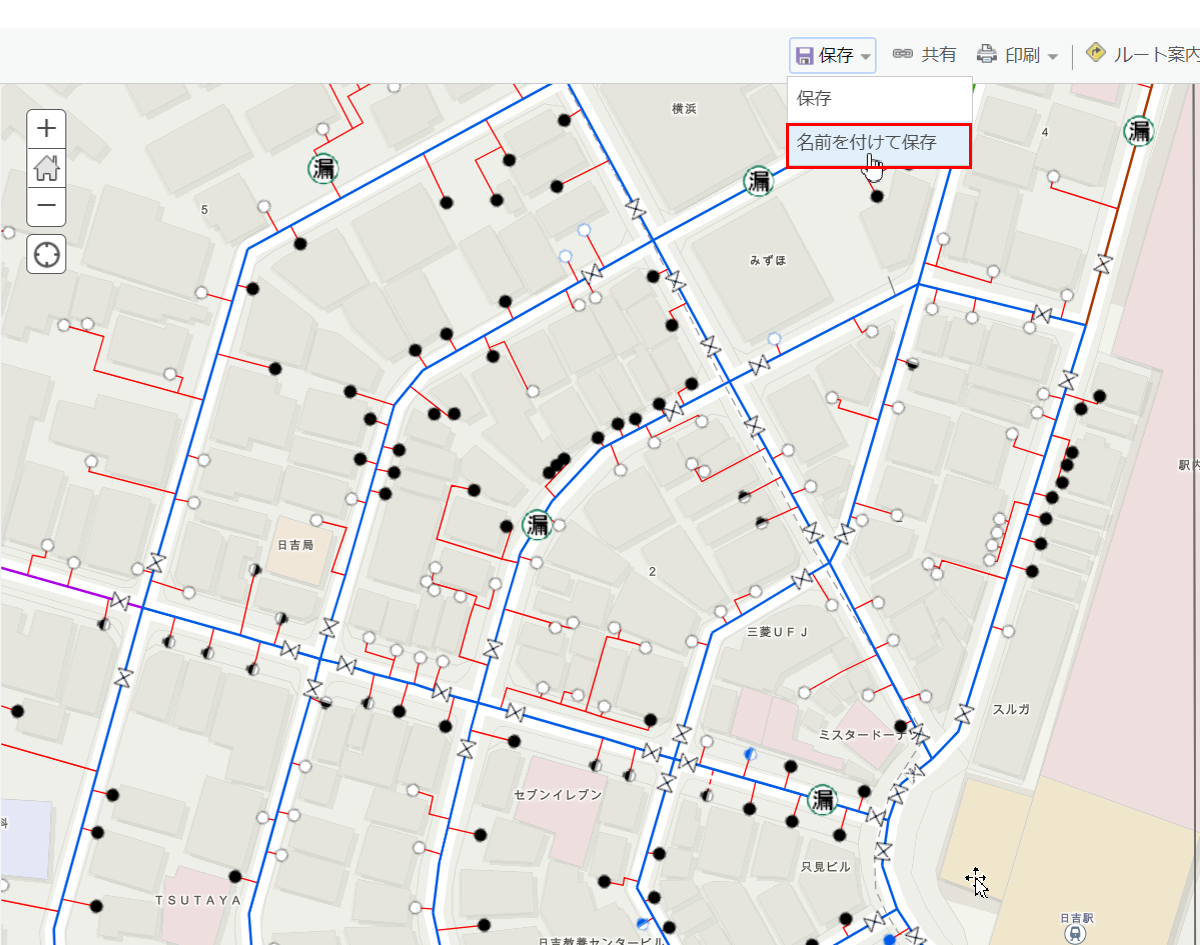 保存
共有
印刷
ルート案内
保存
名前を付けて保存
横浜
4
漏
漏
漏
5
みずほ
駅内
漏
日吉局
2
三菱ＵＦＪ
スルガ
ミスタードーナツ
セブンイレブン
漏
科
只見ビル
ＴＳＵＴＡＹＡ
日吉駅
日吉教養センタービル